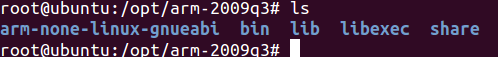 root@ubuntu:/opt/arm-2009q3# ls
arm-none-linux-gnueabi bin lib libexec share
root@ubuntu:/opt/arm-2009q3#